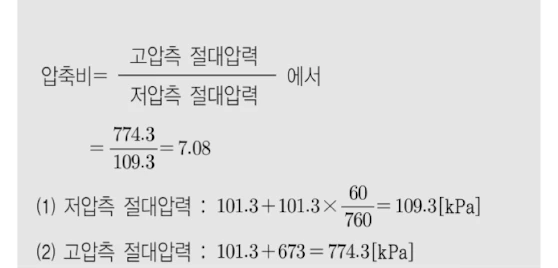 압축비= 고압측 절대압력 / 저압측 절대압력 에서
= 774.3 / 109.3 = 7.08
(1) 저압측 절대압력 : 101.3+101.3× 60 / 760 = 109.3[kPa]
(2) 고압측 절대압력 : 101.3+673 = 774.3[kPa]